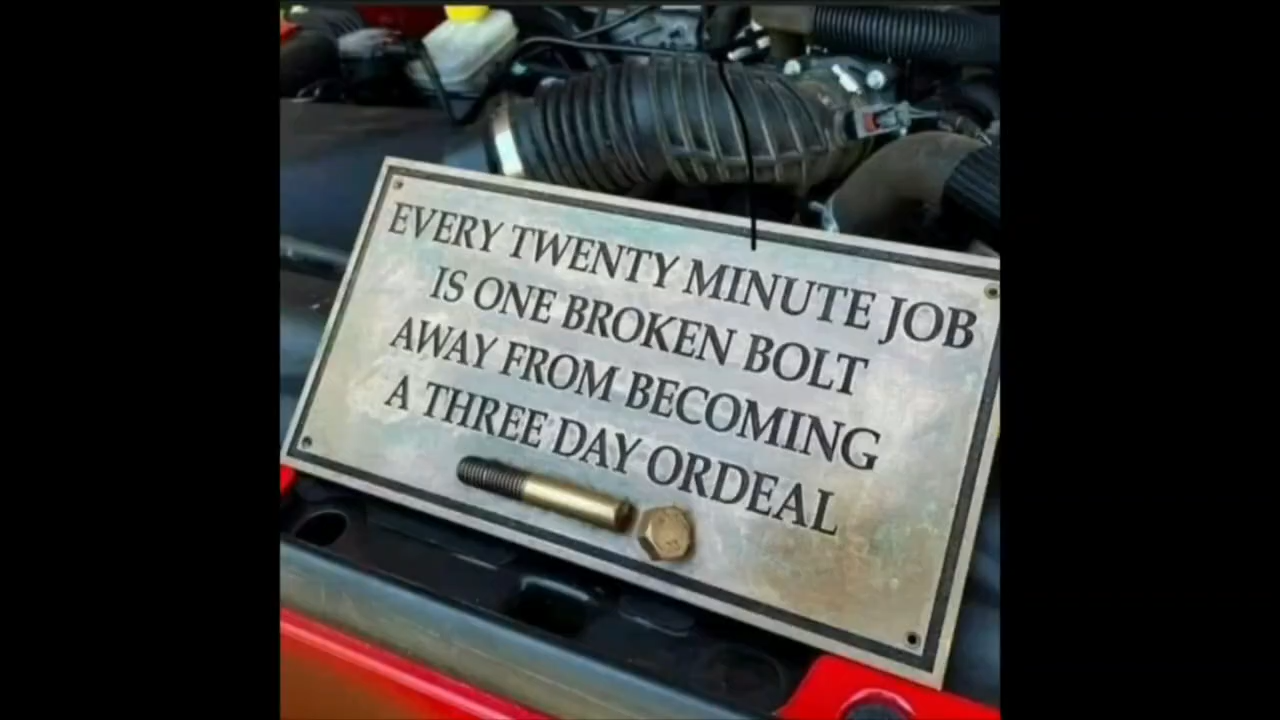 EVERY TWENTY MINUTE JOB
IS ONE BROKEN BOLT
AWAY FROM BECOMING
A THREE DAY ORDEAL